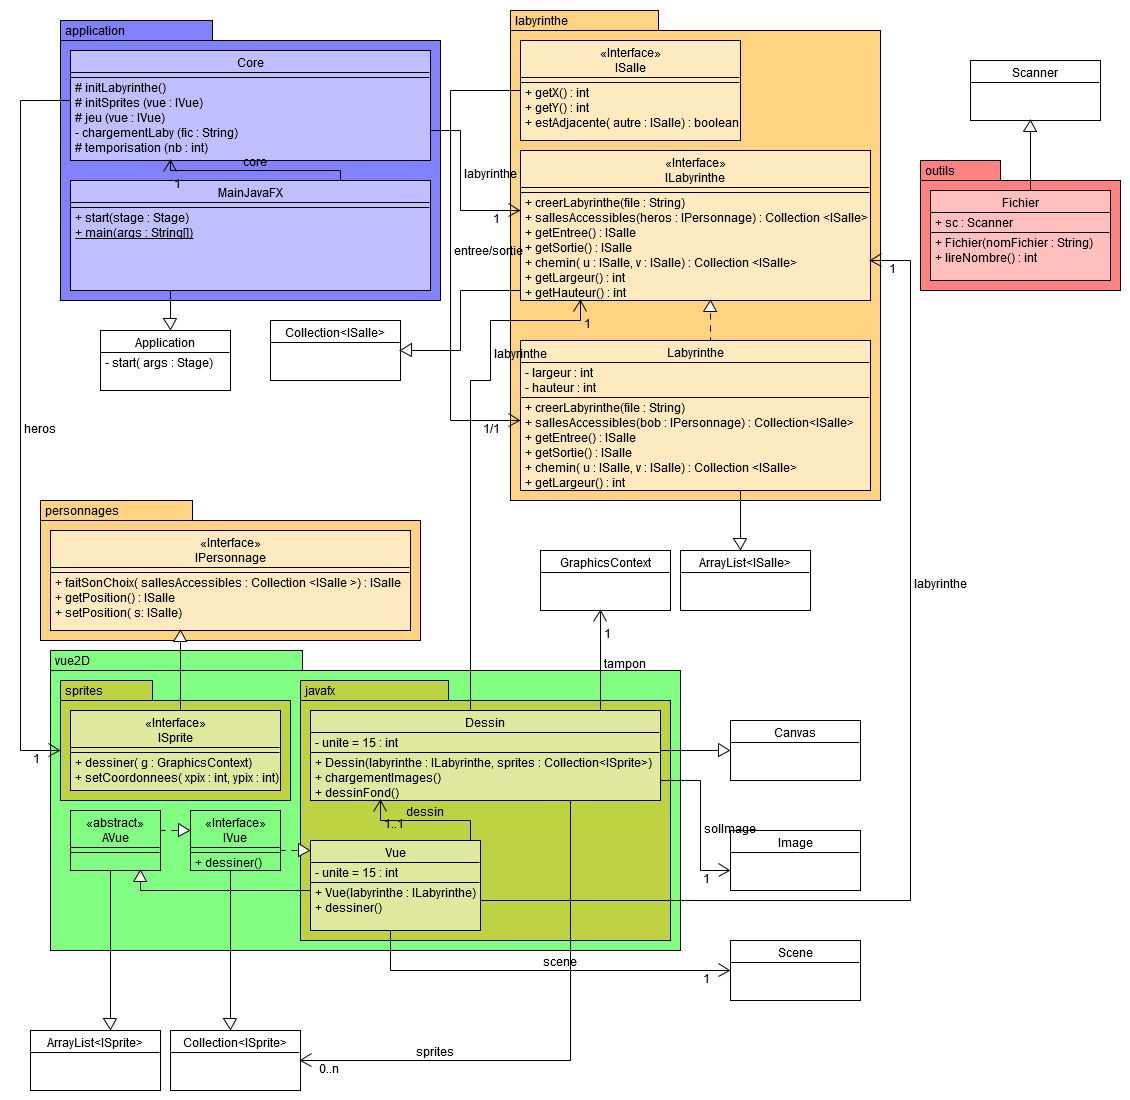 application
Core
# initLabyrinthe()
# initSprites (vue : IVue)
# jeu (vue : IVue)
- chargementLaby (fic : String)
# temporisation (nb : int)
core
1
MainJavaFX
+ start(stage : Stage)
+ main(args : String[])
Application
- start( args : Stage)
Collection<ISalle>
labyrinthe
«Interface»
ISalle
+ getX() : int
+ getY() : int
+ estAdjacente( autre : ISalle) : boolean
«Interface»
ILabyrinthe
+ creerLabyrinthe(file : String)
+ sallesAccessibles(heros : IPersonnage) : Collection <ISalle>
+ getEntree() : ISalle
+ getSortie() : ISalle
+ chemin( u : ISalle, v : ISalle) : Collection <ISalle>
+ getLargeur() : int
+ getHauteur() : int
labyrinthe
1
entree/sortie
1
labyrinthe
1/1
1
Labyrinthe
- largeur : int
- hauteur : int
+ creerLabyrinthe(file : String)
+ sallesAccessibles(bob : IPersonnage) : Collection<ISalle>
+ getEntree() : ISalle
+ getSortie() : ISalle
+ chemin( u : ISalle, v : ISalle) : Collection <ISalle>
+ getLargeur() : int
Scanner
outils
Fichier
+ sc : Scanner
+ Fichier(nomFichier : String)
+ lireNombre() : int
heros
personnages
«Interface»
IPersonnage
+ faitSonChoix( sallesAccessibles : Collection <ISalle >) : ISalle
+ getPosition() : ISalle
+ setPosition( s: ISalle)
GraphicsContext
ArrayList<ISalle>
labyrinthe
1
tampon
vue2D
sprites
«Interface»
ISprite
+ dessiner( g : GraphicsContext)
+ setCoordonnees( xpix : int, ypix : int)
1
javafx
Dessin
- unite = 15 : int
+ Dessin(labyrinthe : ILabyrinthe, sprites : Collection<ISprite>)
+ chargementImages()
+ dessinFond()
dessin
1..1
Canvas
solImage
1
Image
«abstract»
AVue
«Interface»
IVue
+ dessiner()
Vue
- unite = 15 : int
+ Vue(labyrinthe : ILabyrinthe)
+ dessiner()
scene
1
Scene
ArrayList<ISprite>
Collection<ISprite>
sprites
0..n